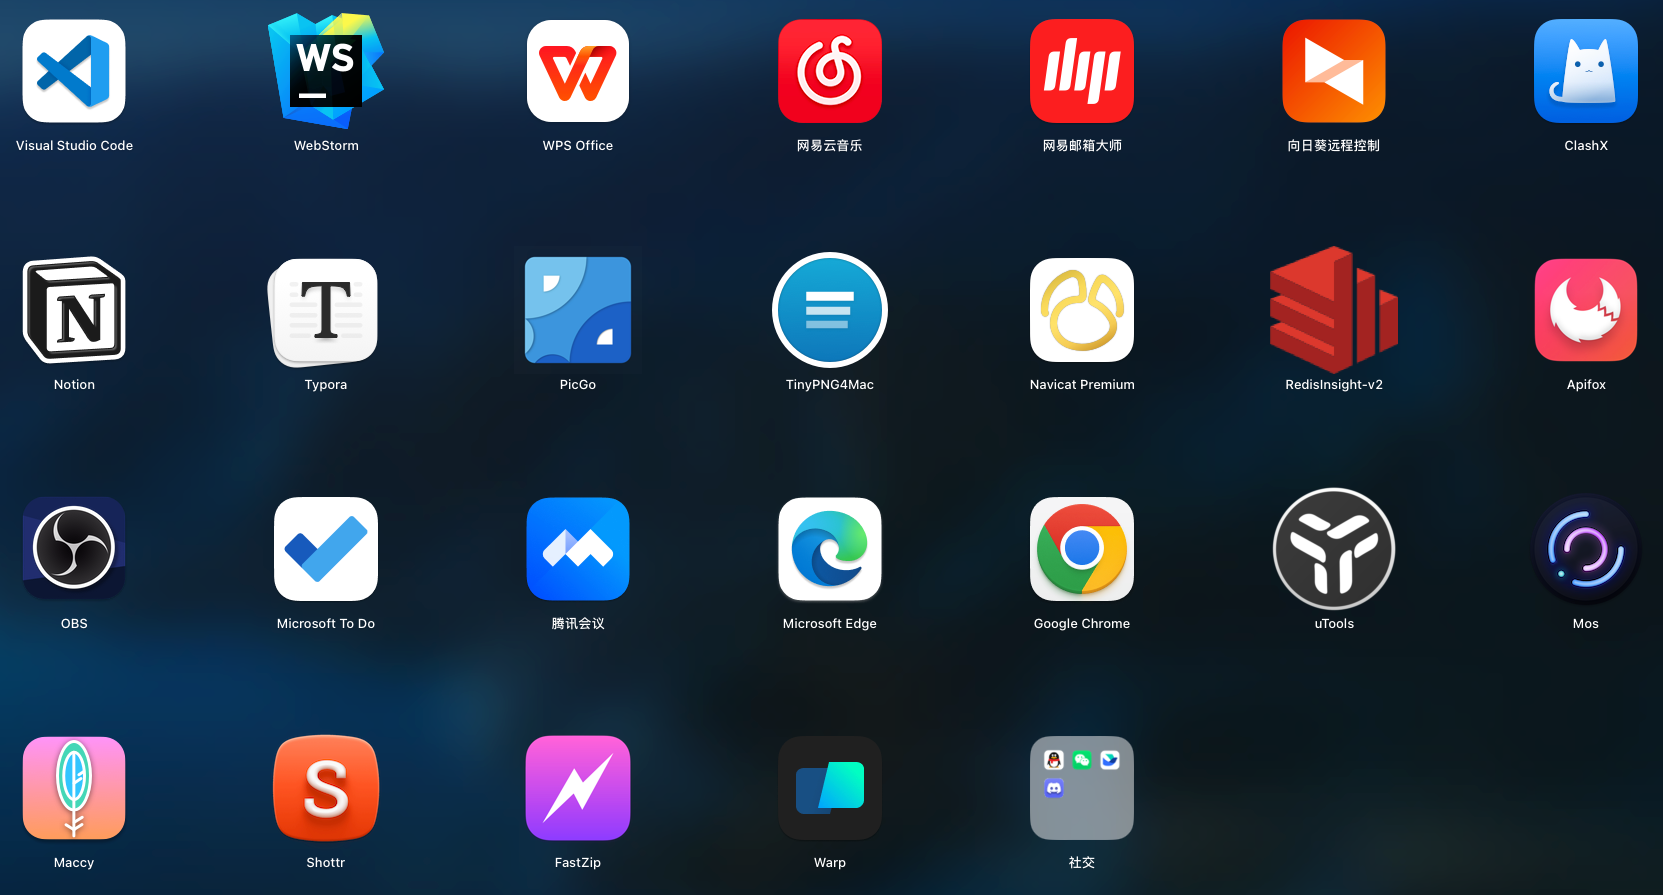 WS
Visual Studio Code
WebStorm
WPS Office
网易云音乐
网易邮箱大师
向日葵远程控制
ClashX
N
T
Notion
Typora
PicGo
TinyPNG4Mac
Navicat Premium
RedisInsight-v2
Apifox
OBS
Microsoft To Do
腾讯会议
Microsoft Edge
Google Chrome
uTools
Mos
S
Maccy
Shottr
FastZip
Warp
社交